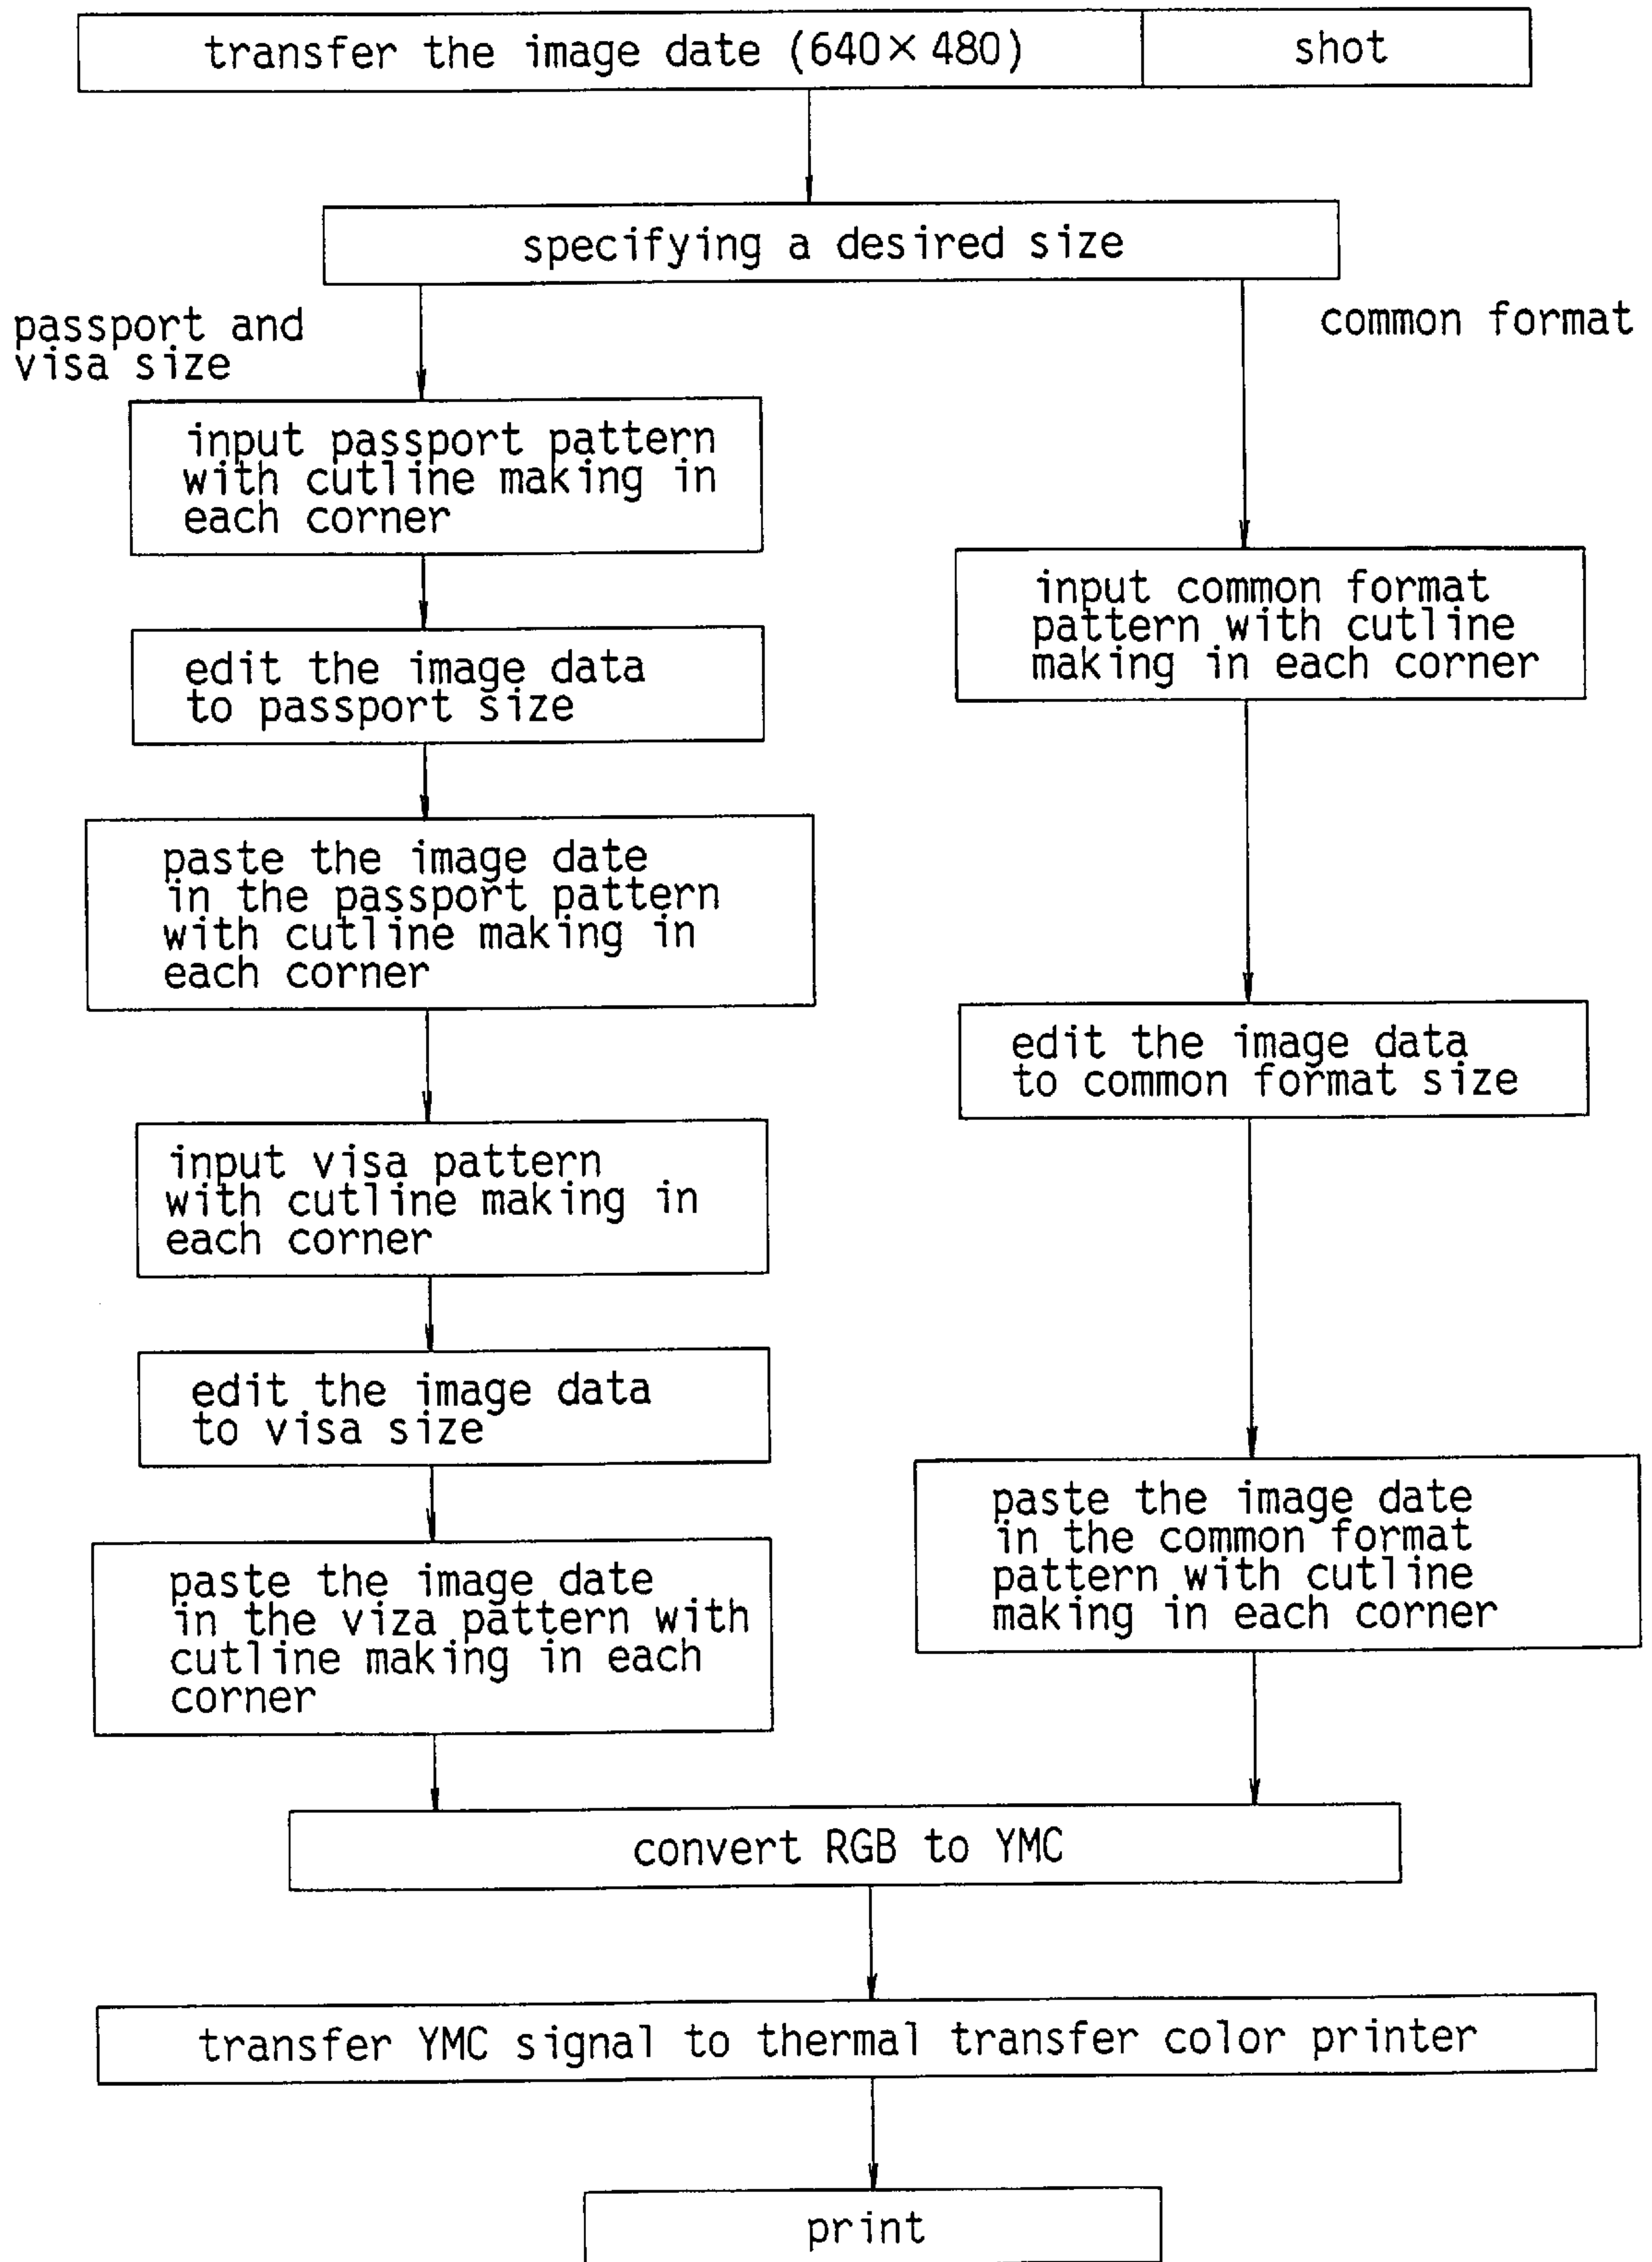 transfer the image date (640× 480)
shot
specifying a desired size
passport and
visa size
common format
input passport pattern
with cutline making in
each corner
edit the image data
to passport size
paste the image date
in the passport pattern
with cutline making in
each corner
input visa pattern
with cutline making in
each corner
edit the image data
to visa size
paste the image date
in the viza pattern with
cutline making in each
corner
input common format
pattern with cutline
making in each corner
edit the image data
to common format size
paste the image date
in the common format
pattern with cutline
making in each corner
convert RGB to YMC
transfer YMC signal to thermal transfer color printer
print